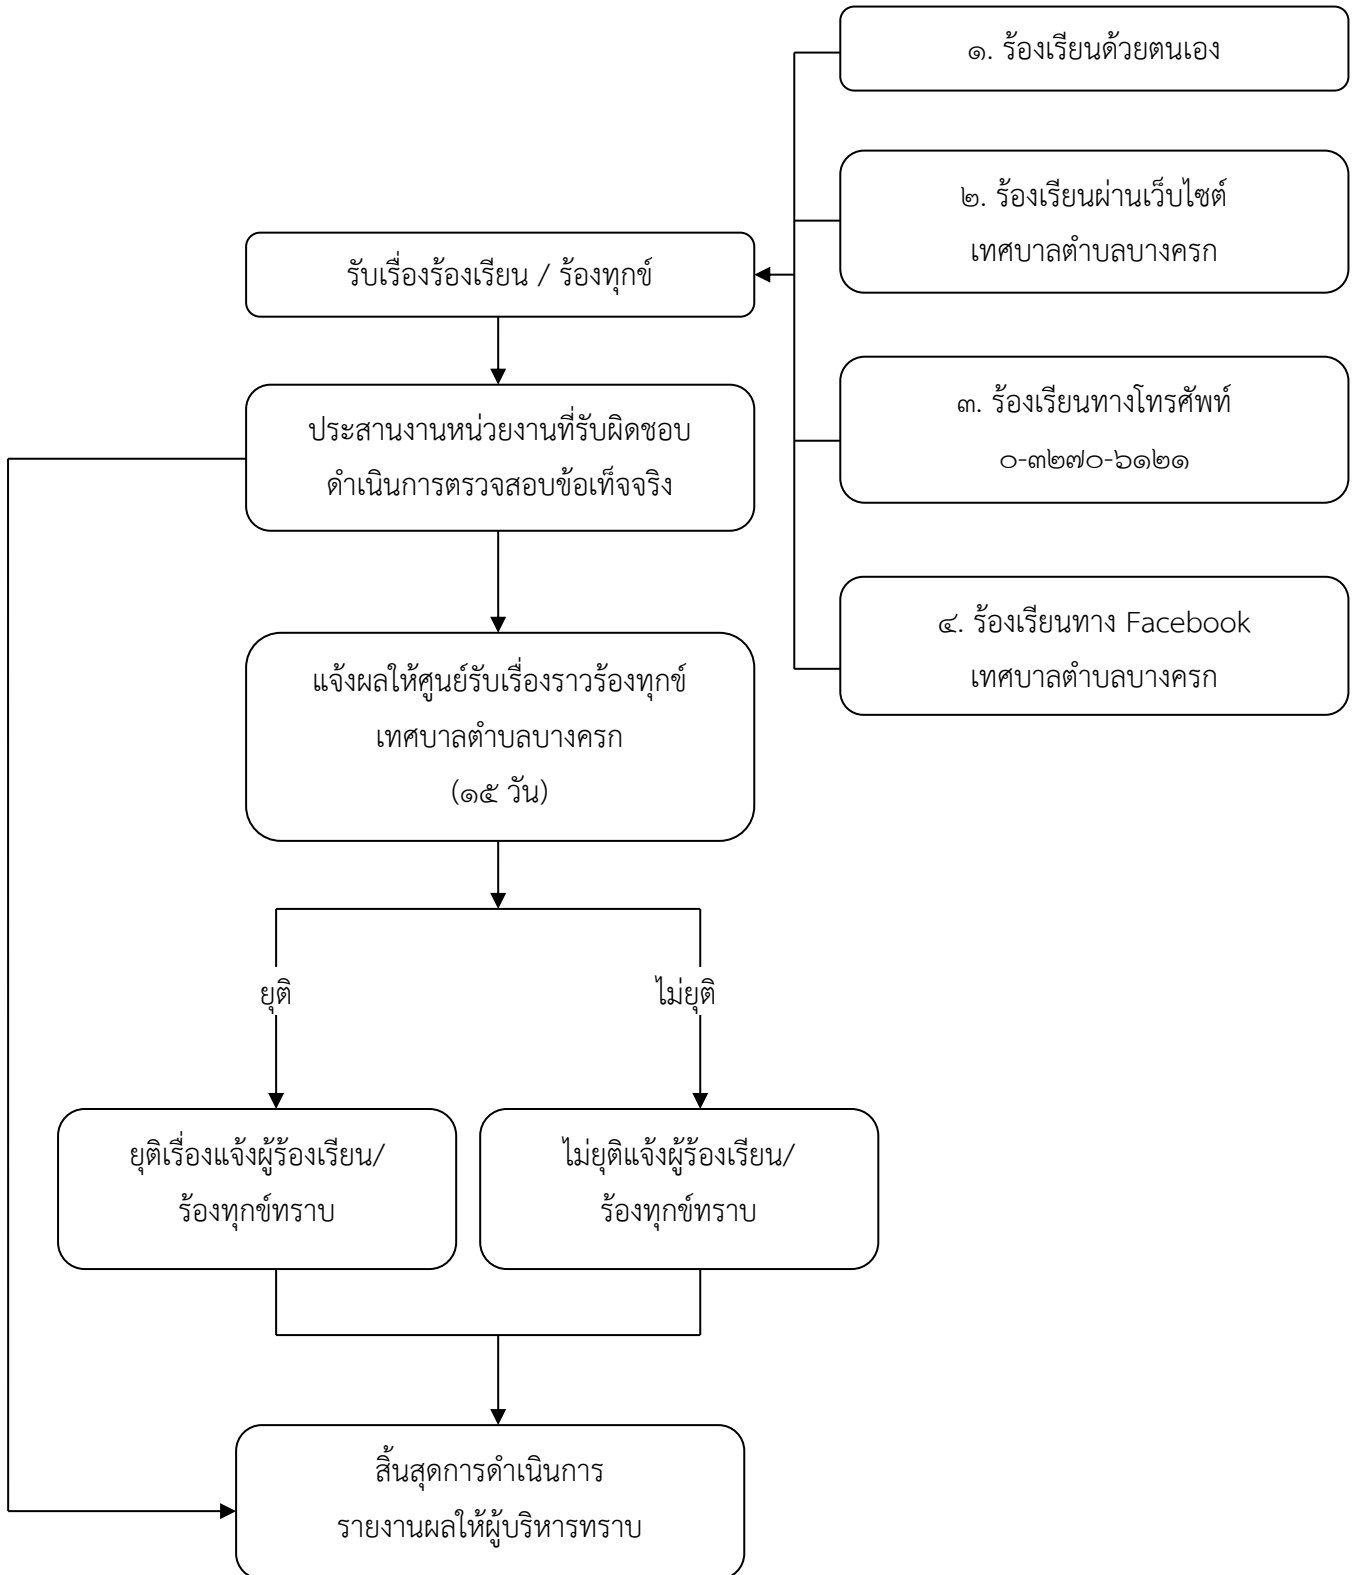 ๑. ร้องเรียนด้วยตนเอง
๒. ร้องเรียนผ่านเว็บไซต์
เทศบาลตำบลบางครก
๓. ร้องเรียนทางโทรศัพท์
๐-๓๒๗๐-๖๑๒๑
๔. ร้องเรียนทาง Facebook
เทศบาลตำบลบางครก
รับเรื่องร้องเรียน / ร้องทุกข์
ประสานงานหน่วยงานที่รับผิดชอบ
ดำเนินการตรวจสอบข้อเท็จจริง
แจ้งผลให้ศูนย์รับเรื่องราวร้องทุกข์
เทศบาลตำบลบางครก
(๑๕ วัน)
ยุติ
ไม่ยุติ
ยุติเรื่องแจ้งผู้ร้องเรียน/
ร้องทุกข์ทราบ
ไม่ยุติแจ้งผู้ร้องเรียน/
ร้องทุกข์ทราบ
สิ้นสุดการดำเนินการ
รายงานผลให้ผู้บริหารทราบ